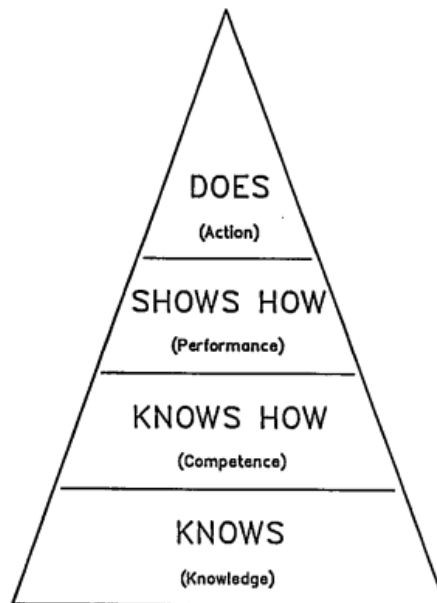 DOES
(Action)
SHOWS HOW
(Performance)
KNOWS HOW
(Competence)
KNOWS
(Knowledge)